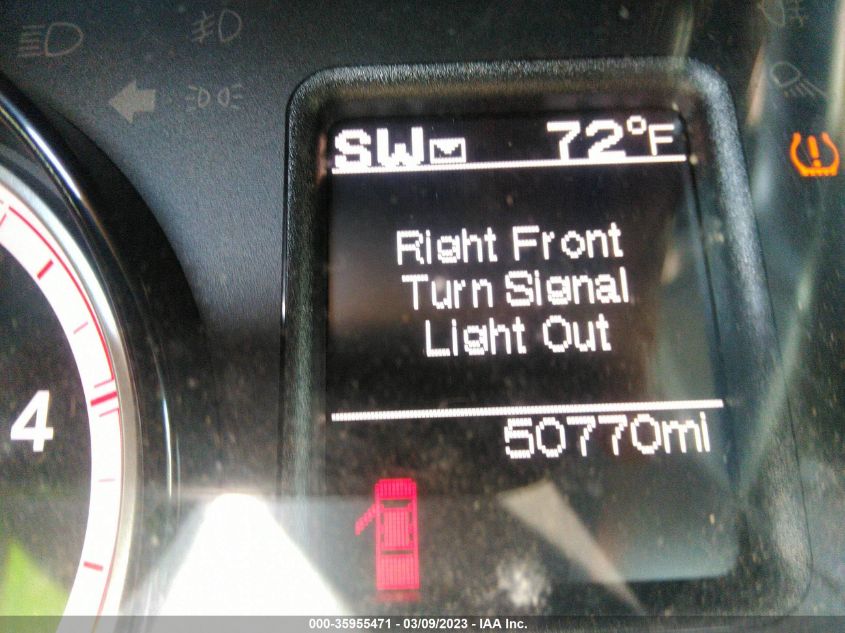 SW 72°F
Right Front
Turn Signal
Light Out
50770mi
4
000-35955471 - 03/09/2023 - IAA Inc.